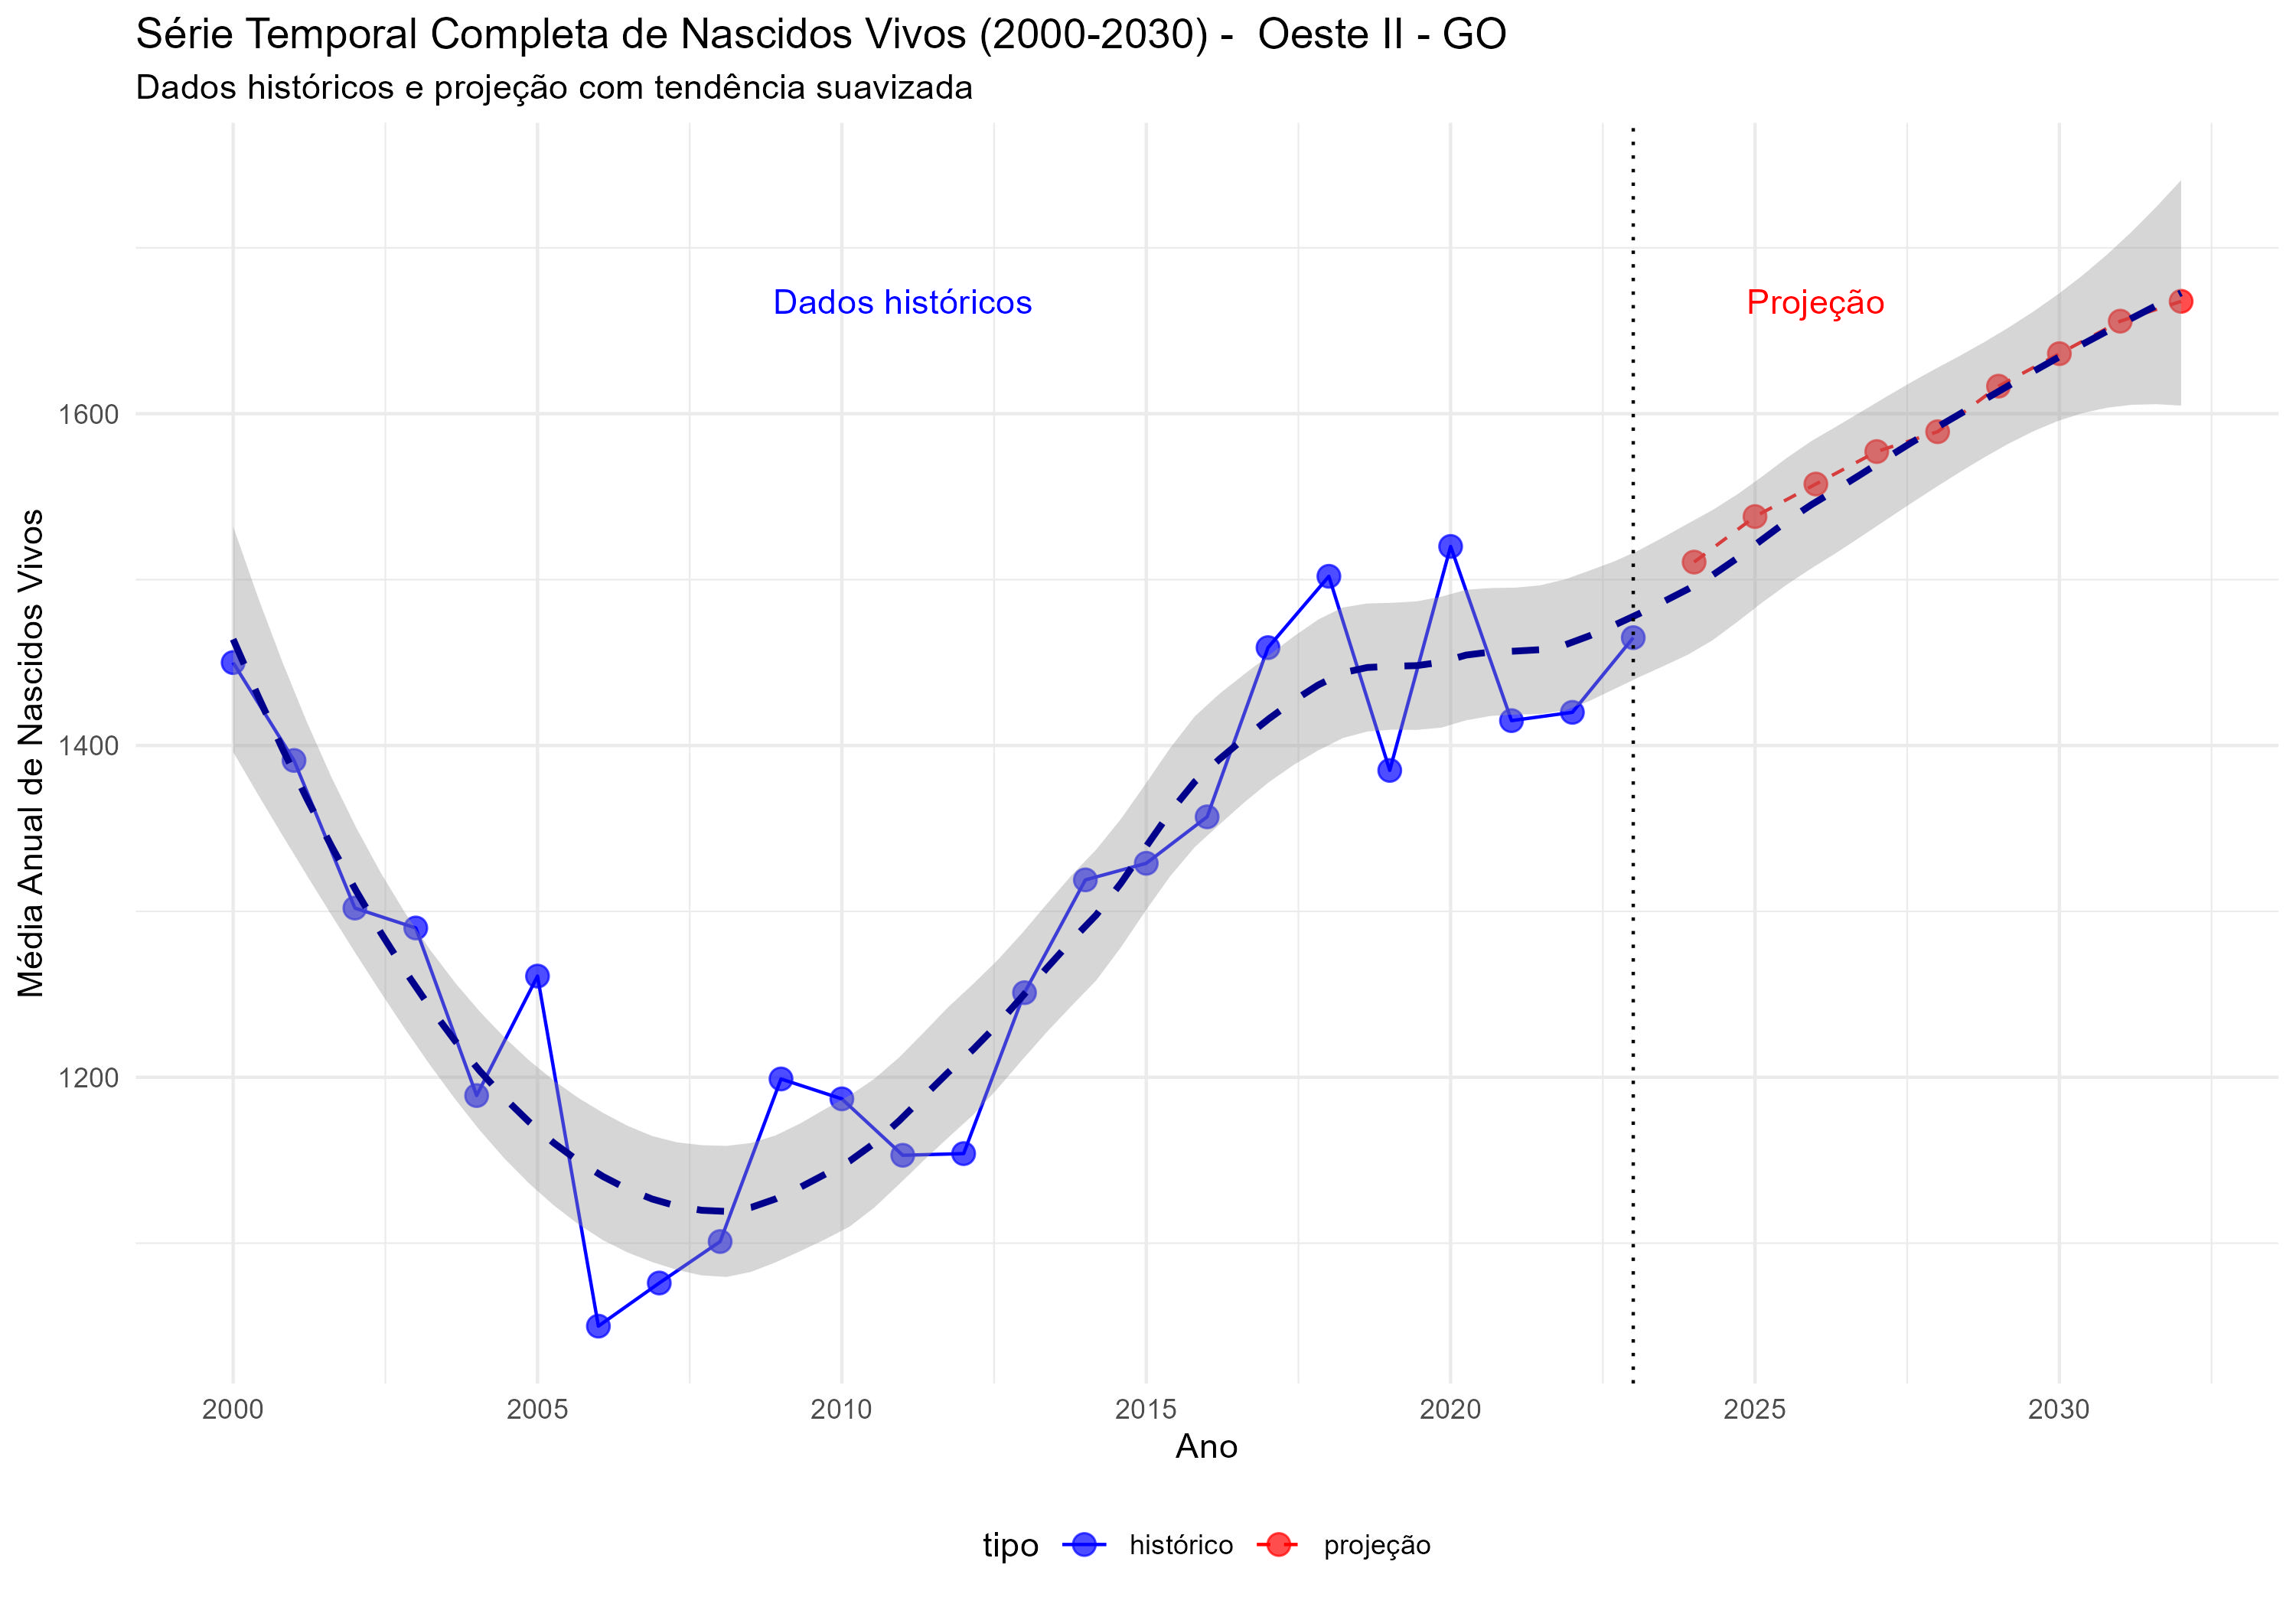 Série Temporal Completa de Nascidos Vivos (2000-2030) -  Oeste II - GO
Dados históricos e projeção com tendência suavizada
Média Anual de Nascidos Vivos
1600
1400
1200
Dados históricos
Projeção
2000 2005 2010 2015 2020 2025 2030
Ano
tipo histórico projeção